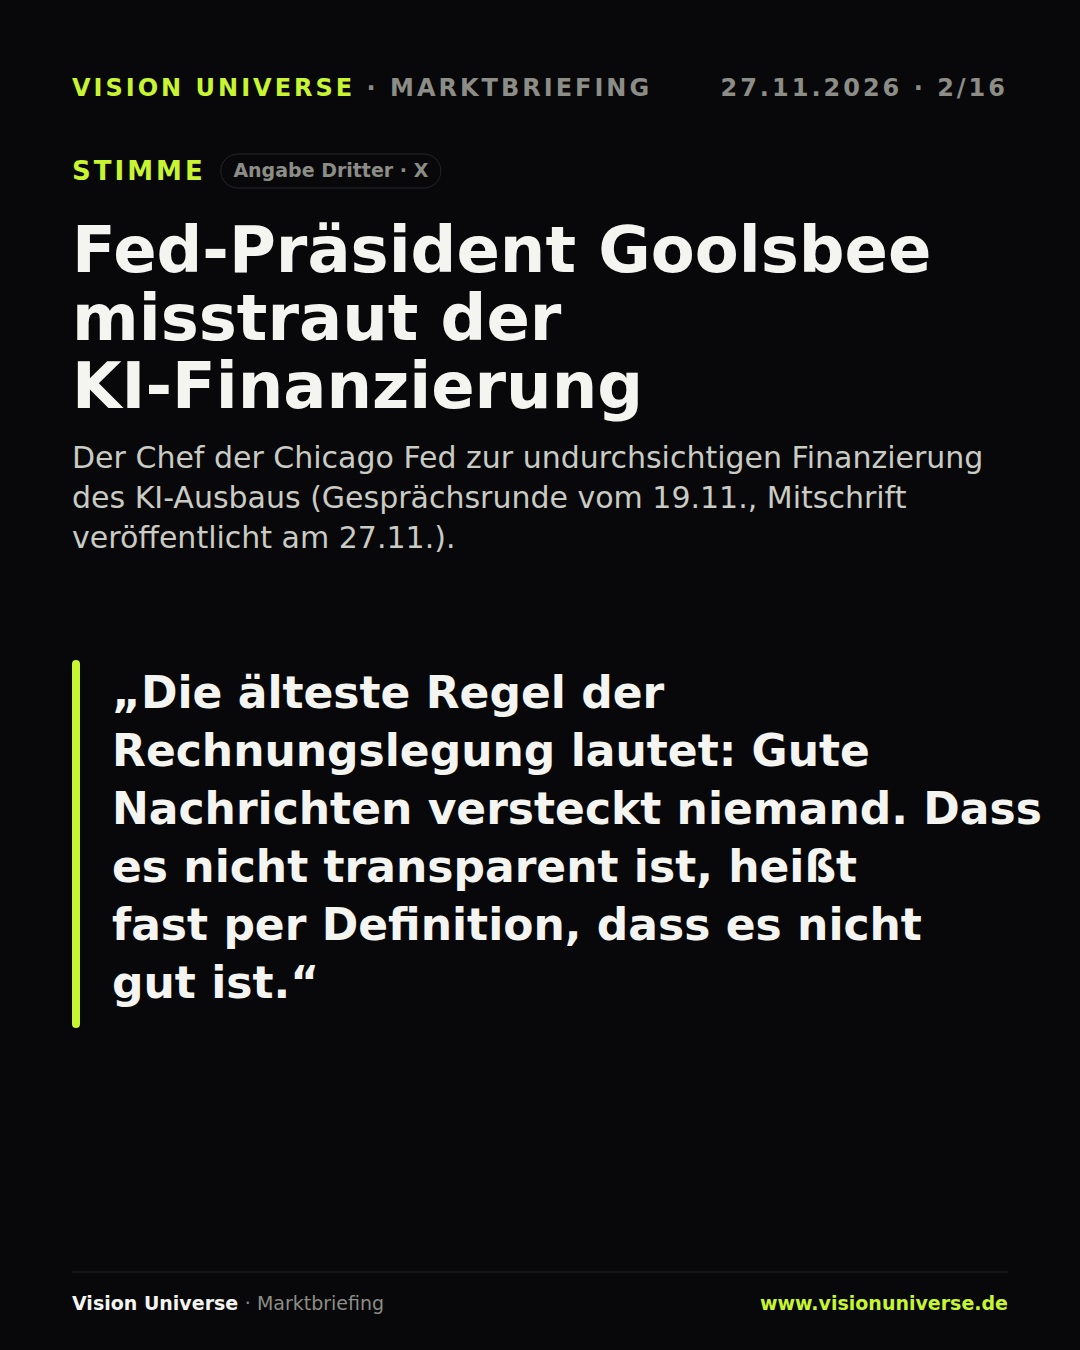 VISION UNIVERSE · MARKTBRIEFING 27.11.2026 · 2/16
STIMME Angabe Dritter · X
Fed-Präsident Goolsbee
misstraut der
KI-Finanzierung
Der Chef der Chicago Fed zur undurchsichtigen Finanzierung
des KI-Ausbaus (Gesprächsrunde vom 19.11., Mitschrift
veröffentlicht am 27.11.).
„Die älteste Regel der
Rechnungslegung lautet: Gute
Nachrichten versteckt niemand. Dass
es nicht transparent ist, heißt
fast per Definition, dass es nicht
gut ist.“
Vision Universe · Marktbriefing www.visionuniverse.de